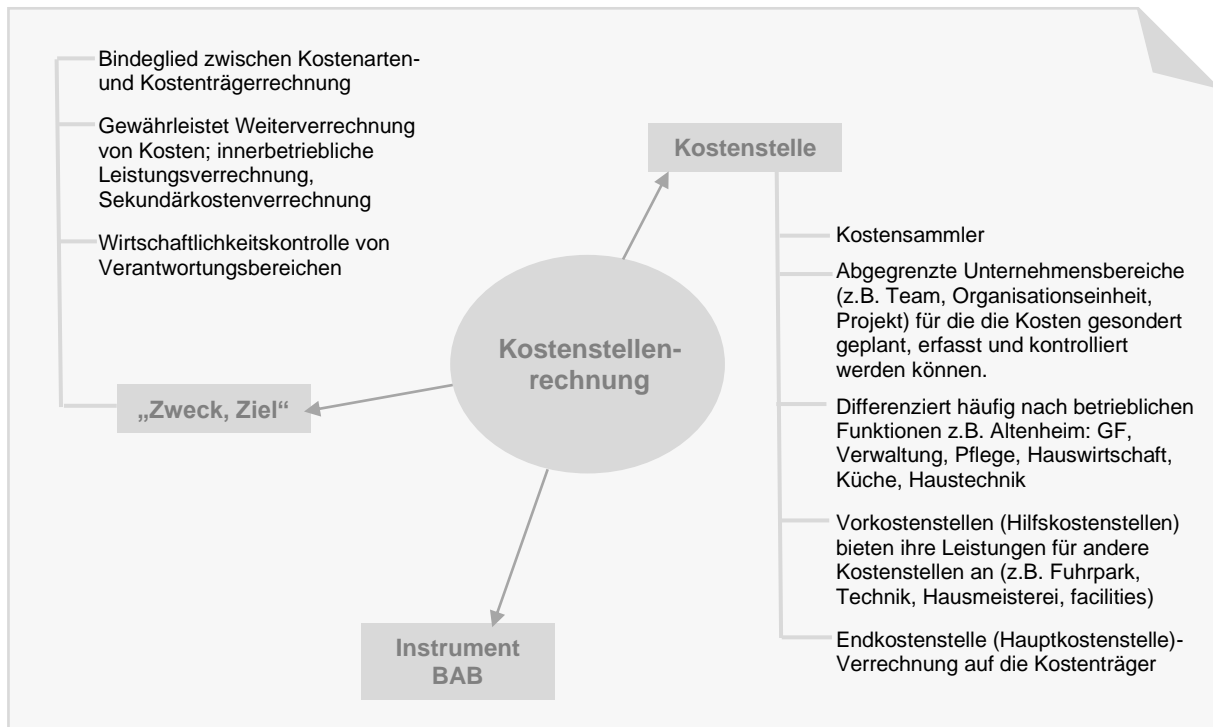 Bindeglied zwischen Kostenarten-
und Kostenträgerrechnung
Gewährleistet Weiterverrechnung
von Kosten; innerbetriebliche
Leistungsverrechnung,
Sekundärkostenverrechnung
Wirtschaftlichkeitskontrolle von
Verantwortungsbereichen
„Zweck, Ziel“
Kostenstellen-
rechnung
Instrument
BAB
Kostenstelle
Kostensammler
Abgegrenzte Unternehmensbereiche
(z.B. Team, Organisationseinheit,
Projekt) für die die Kosten gesondert
geplant, erfasst und kontrolliert
werden können.
Differenziert häufig nach betrieblichen
Funktionen z.B. Altenheim: GF,
Verwaltung, Pflege, Hauswirtschaft,
Küche, Haustechnik
Vorkostenstellen (Hilfskostenstellen)
bieten ihre Leistungen für andere
Kostenstellen an (z.B. Fuhrpark,
Technik, Hausmeisterei, facilities)
Endkostenstelle (Hauptkostenstelle)-
Verrechnung auf die Kostenträger